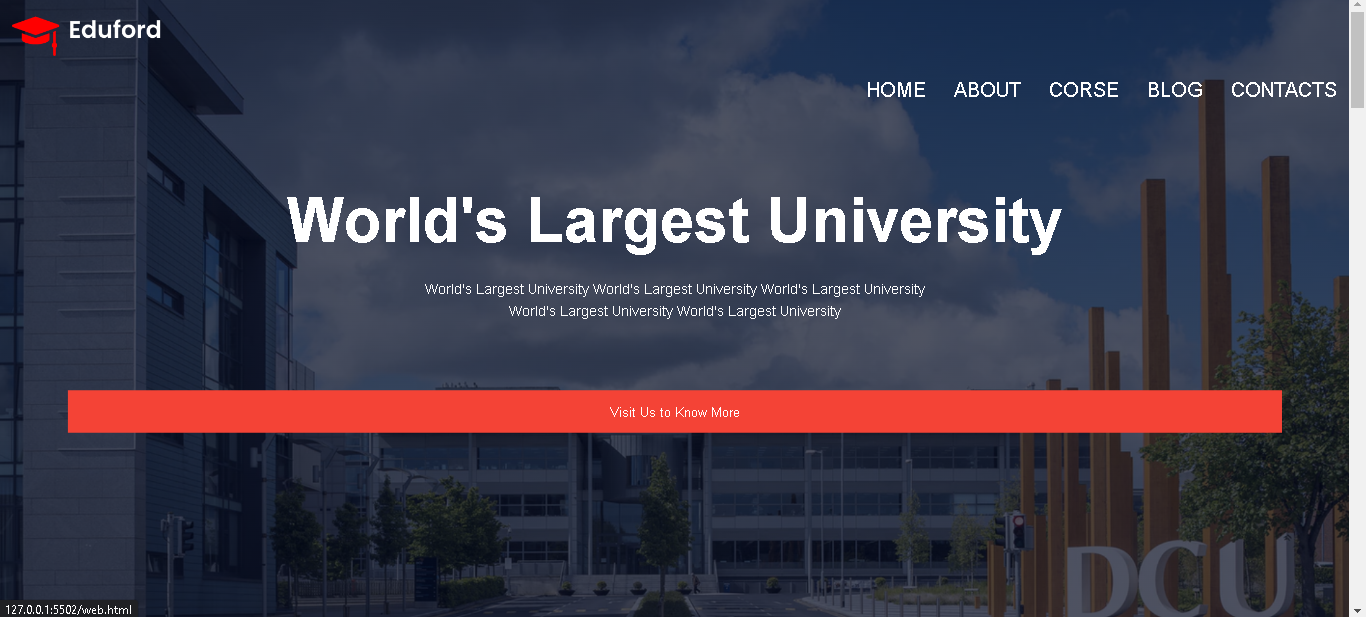 Eduford
HOME ABOUT CORSE BLOG CONTACTS
World's Largest University
World's Largest University World's Largest University World's Largest University
World's Largest University World's Largest University
Visit Us to Know More
DCU
127.0.0.1:5502/web.html